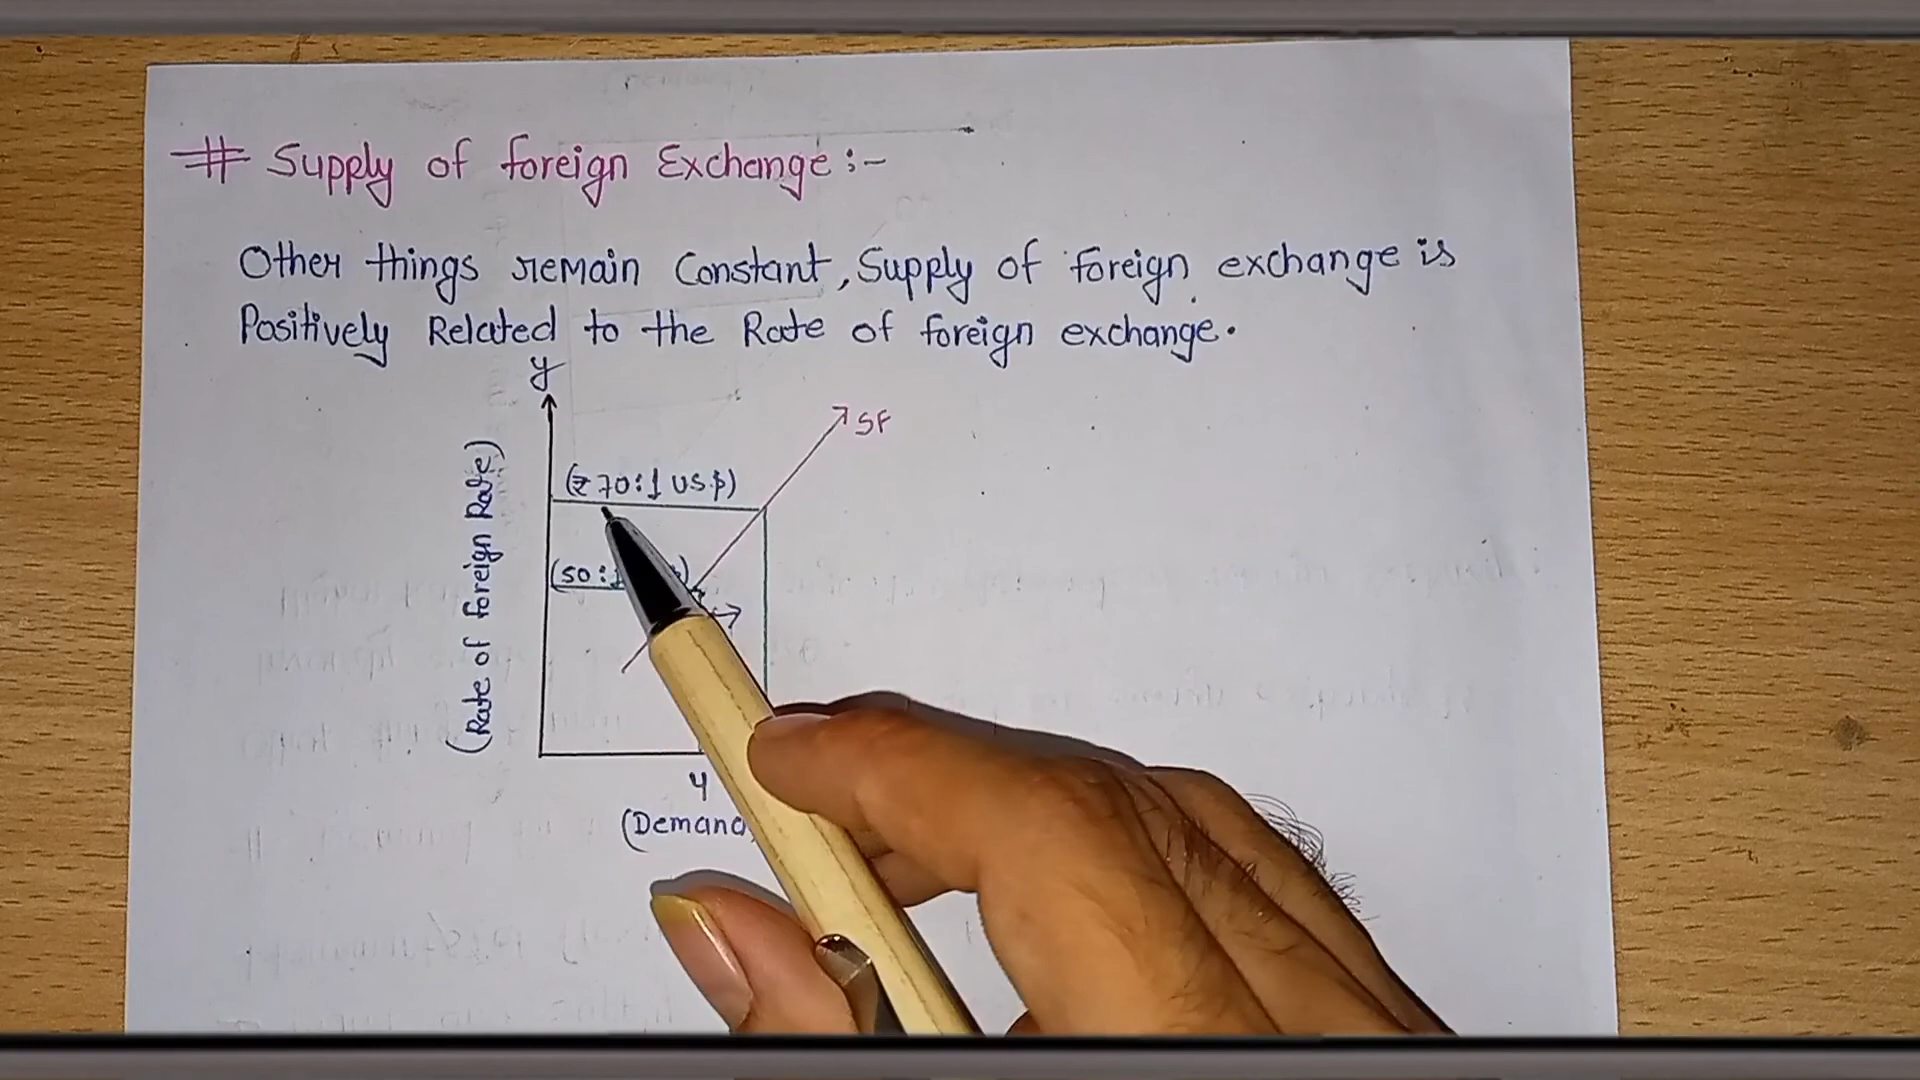 # Supply of foreign Exchange :-
Other things remain Constant, Supply of foreign exchange is
Positively Related to the Rate of foreign exchange.
y
SF
(₹ 70 : 1 US $)
(50 : 1
(Rate of foreign Rate)
4
(Demand